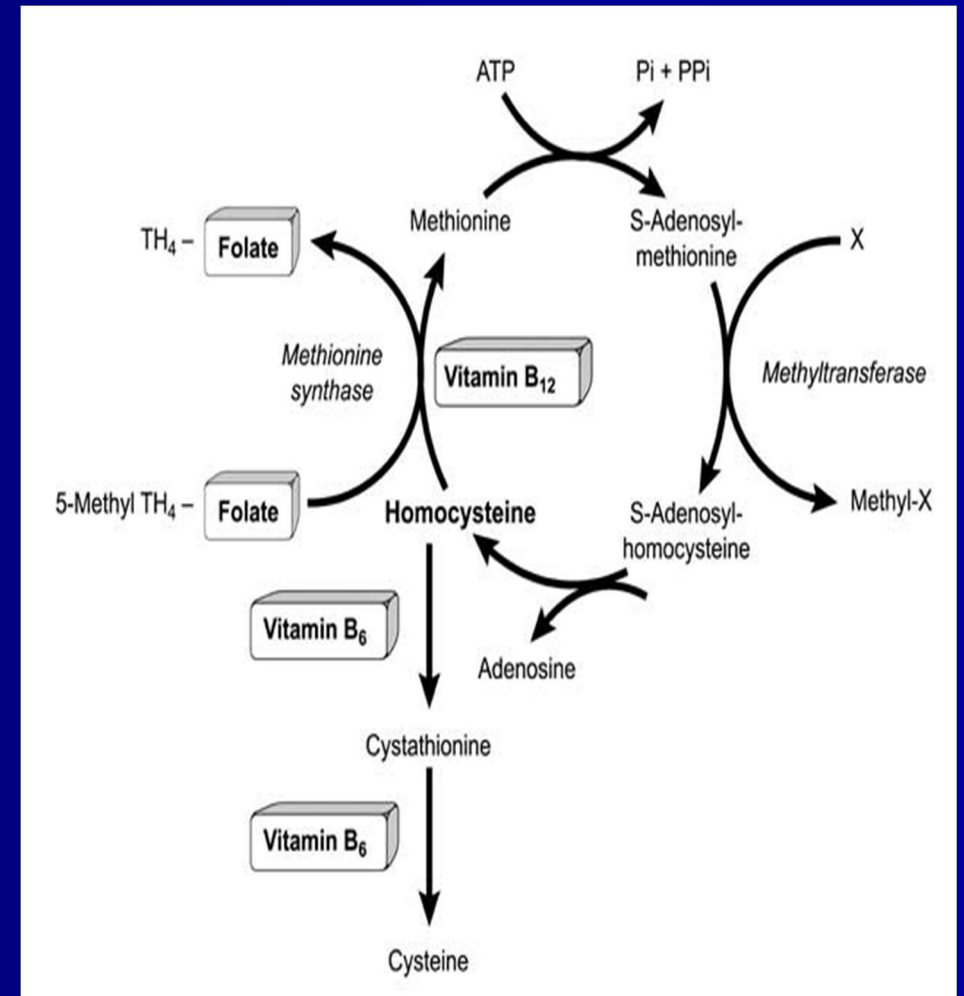 ATP
Pi + PPi
Methionine
S-Adenosyl-
methionine
TH₄ – Folate
X
Methionine
synthase
Vitamin B₁₂
Methyltransferase
5-Methyl TH₄ – Folate
Homocysteine
S-Adenosyl-
homocysteine
Methyl-X
Vitamin B₆
Adenosine
Cystathionine
Vitamin B₆
Cysteine